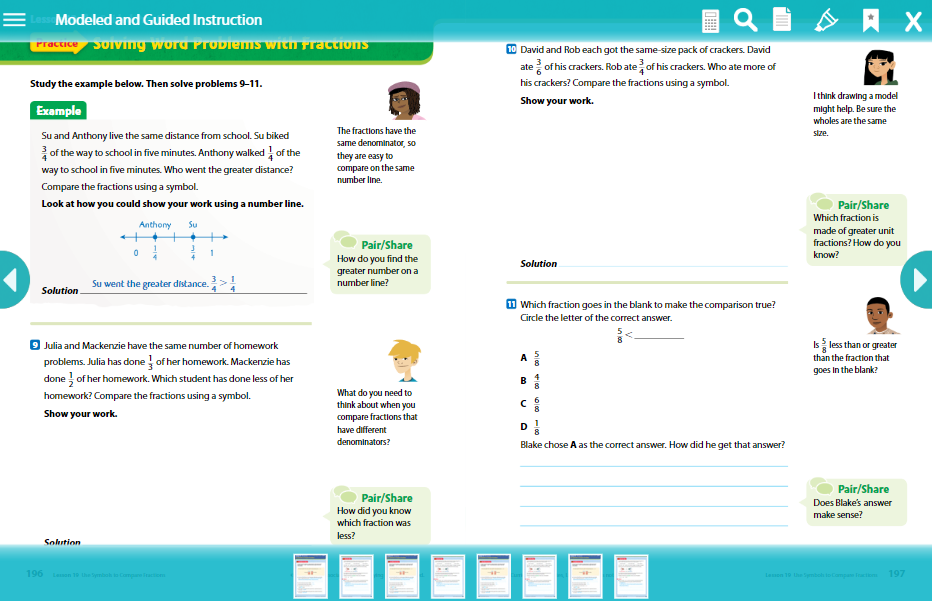 Modeled and Guided Instruction
Practice Solving Word Problems with Fractions
Study the example below. Then solve problems 9–11.
Example
Su and Anthony live the same distance from school. Su biked
3/4 of the way to school in five minutes. Anthony walked 1/4 of the
way to school in five minutes. Who went the greater distance?
Compare the fractions using a symbol.
Look at how you could show your work using a number line.
Anthony Su
0 1/4 3/4 1
Solution Su went the greater distance. 3/4 > 1/4
The fractions have the
same denominator, so
they are easy to
compare on the same
number line.
Pair/Share
How do you find the
greater number on a
number line?
9 Julia and Mackenzie have the same number of homework
problems. Julia has done 1/3 of her homework. Mackenzie has
done 1/2 of her homework. Which student has done less of her
homework? Compare the fractions using a symbol.
Show your work.
Solution
What do you need to
think about when you
compare fractions that
have different
denominators?
Pair/Share
How did you know
which fraction was
less?
196 Lesson 17 Use Symbols to Compare Fractions
10 David and Rob each got the same-size pack of crackers. David
ate 3/6 of his crackers. Rob ate 3/4 of his crackers. Who ate more of
his crackers? Compare the fractions using a symbol.
Show your work.
Solution
I think drawing a model
might help. Be sure the
wholes are the same
size.
Pair/Share
Which fraction is
made of greater unit
fractions? How do you
know?
11 Which fraction goes in the blank to make the comparison true?
Circle the letter of the correct answer.
5/8 <
A 5/8
B 4/8
C 6/8
D 1/8
Blake chose A as the correct answer. How did he get that answer?
Is 5/8 less than or greater
than the fraction that
goes in the blank?
Pair/Share
Does Blake's answer
make sense?
197